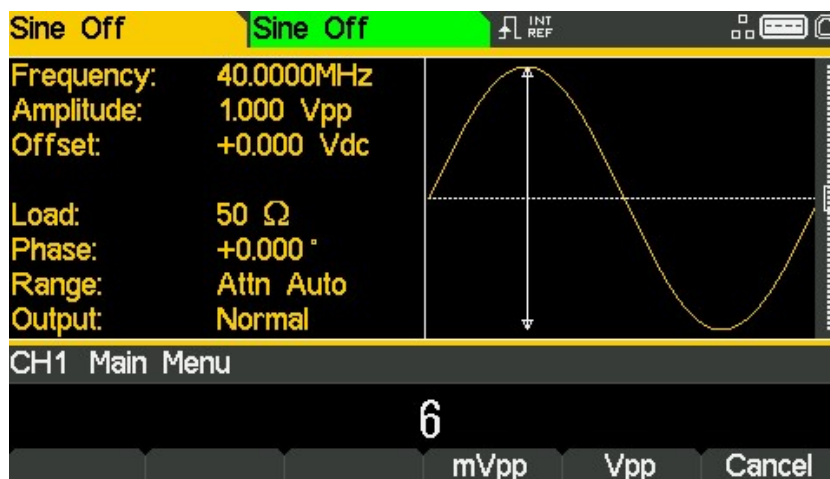 Sine Off Sine Off INT
REF
Frequency: 40.0000MHz
Amplitude: 1.000 Vpp
Offset: +0.000 Vdc
Load: 50 Ω
Phase: +0.000 °
Range: Attn Auto
Output: Normal
CH1 Main Menu
6
mVpp Vpp Cancel